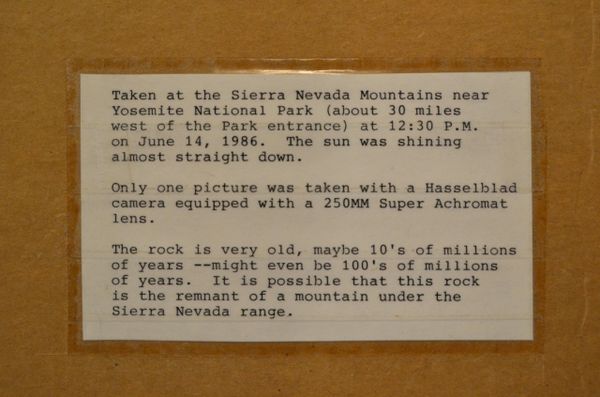 Taken at the Sierra Nevada Mountains near
Yosemite National Park (about 30 miles
west of the Park entrance) at 12:30 P.M.
on June 14, 1986.  The sun was shining
almost straight down.

Only one picture was taken with a Hasselblad
camera equipped with a 250MM Super Achromat
lens.

The rock is very old, maybe 10's of millions
of years --might even be 100's of millions
of years.  It is possible that this rock
is the remnant of a mountain under the
Sierra Nevada range.